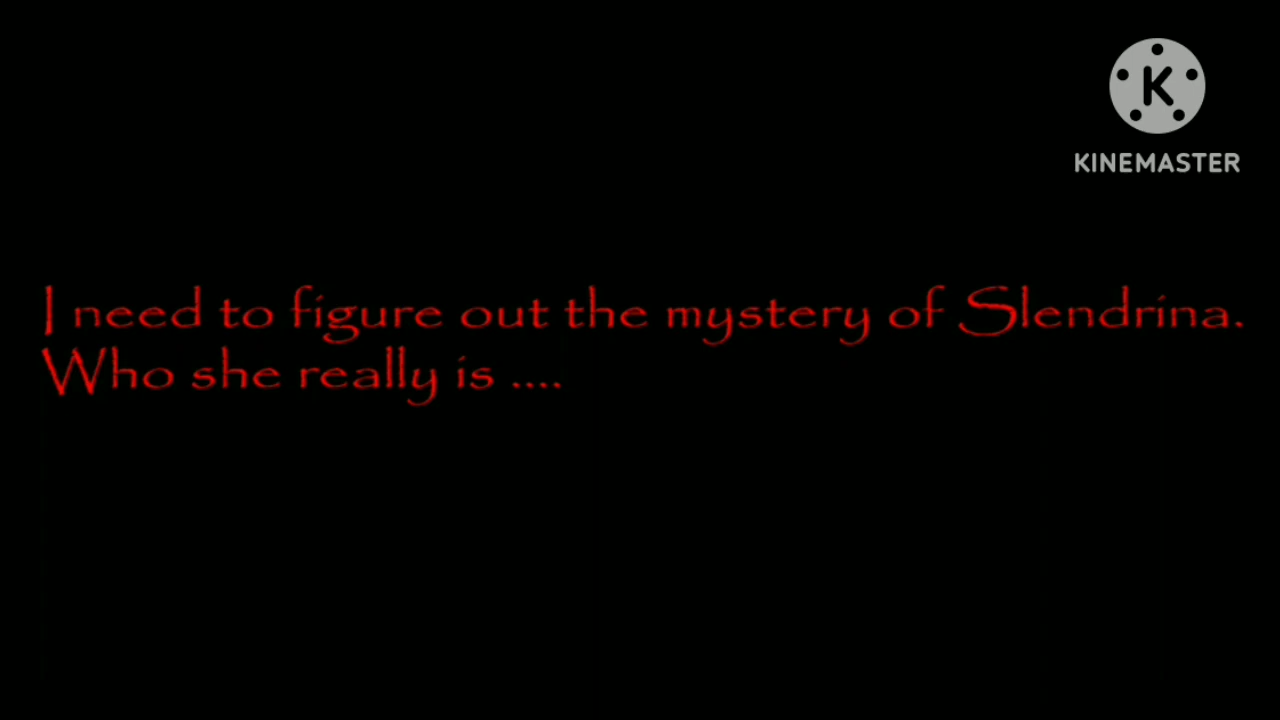 K
KINEMASTER
I need to figure out the mystery of Slendrina.
Who she really is ....